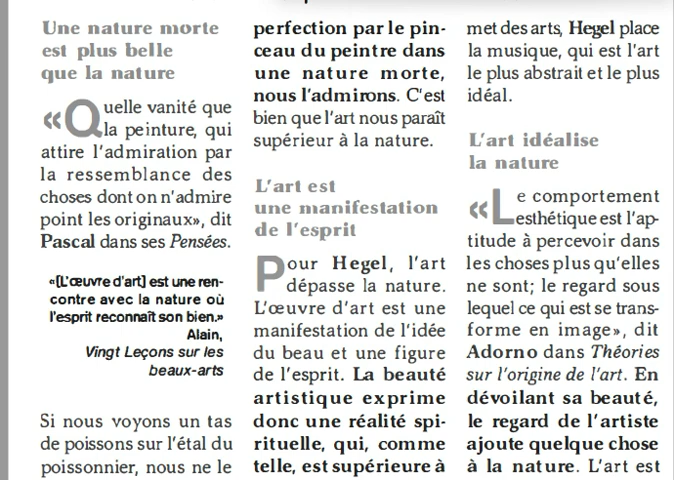 Une nature morte
est plus belle
que la nature
«Quelle vanité que
la peinture, qui
attire l'admiration par
la ressemblance des
choses dont on n'admire
point les originaux», dit
Pascal dans ses Pensées.
«[L'œuvre d'art] est une ren-
contre avec la nature où
l'esprit reconnaît son bien.»
Alain,
Vingt Leçons sur les
beaux-arts
Si nous voyons un tas
de poissons sur l'étal du
poissonnier, nous ne le
perfection par le pin-
ceau du peintre dans
une nature morte,
nous l'admirons. C'est
bien que l'art nous paraît
supérieur à la nature.
L'art est
une manifestation
de l'esprit
Pour Hegel, l'art
dépasse la nature.
L'œuvre d'art est une
manifestation de l'idée
du beau et une figure
de l'esprit. La beauté
artistique exprime
donc une réalité spi-
rituelle, qui, comme
telle, est supérieure à
met des arts, Hegel place
la musique, qui est l'art
le plus abstrait et le plus
idéal.
L'art idéalise
la nature
«Le comportement
esthétique est l'ap-
titude à percevoir dans
les choses plus qu'elles
ne sont; le regard sous
lequel ce qui est se trans-
forme en image», dit
Adorno dans Théories
sur l'origine de l'art. En
dévoilant sa beauté,
le regard de l'artiste
ajoute quelque chose
à la nature. L'art est